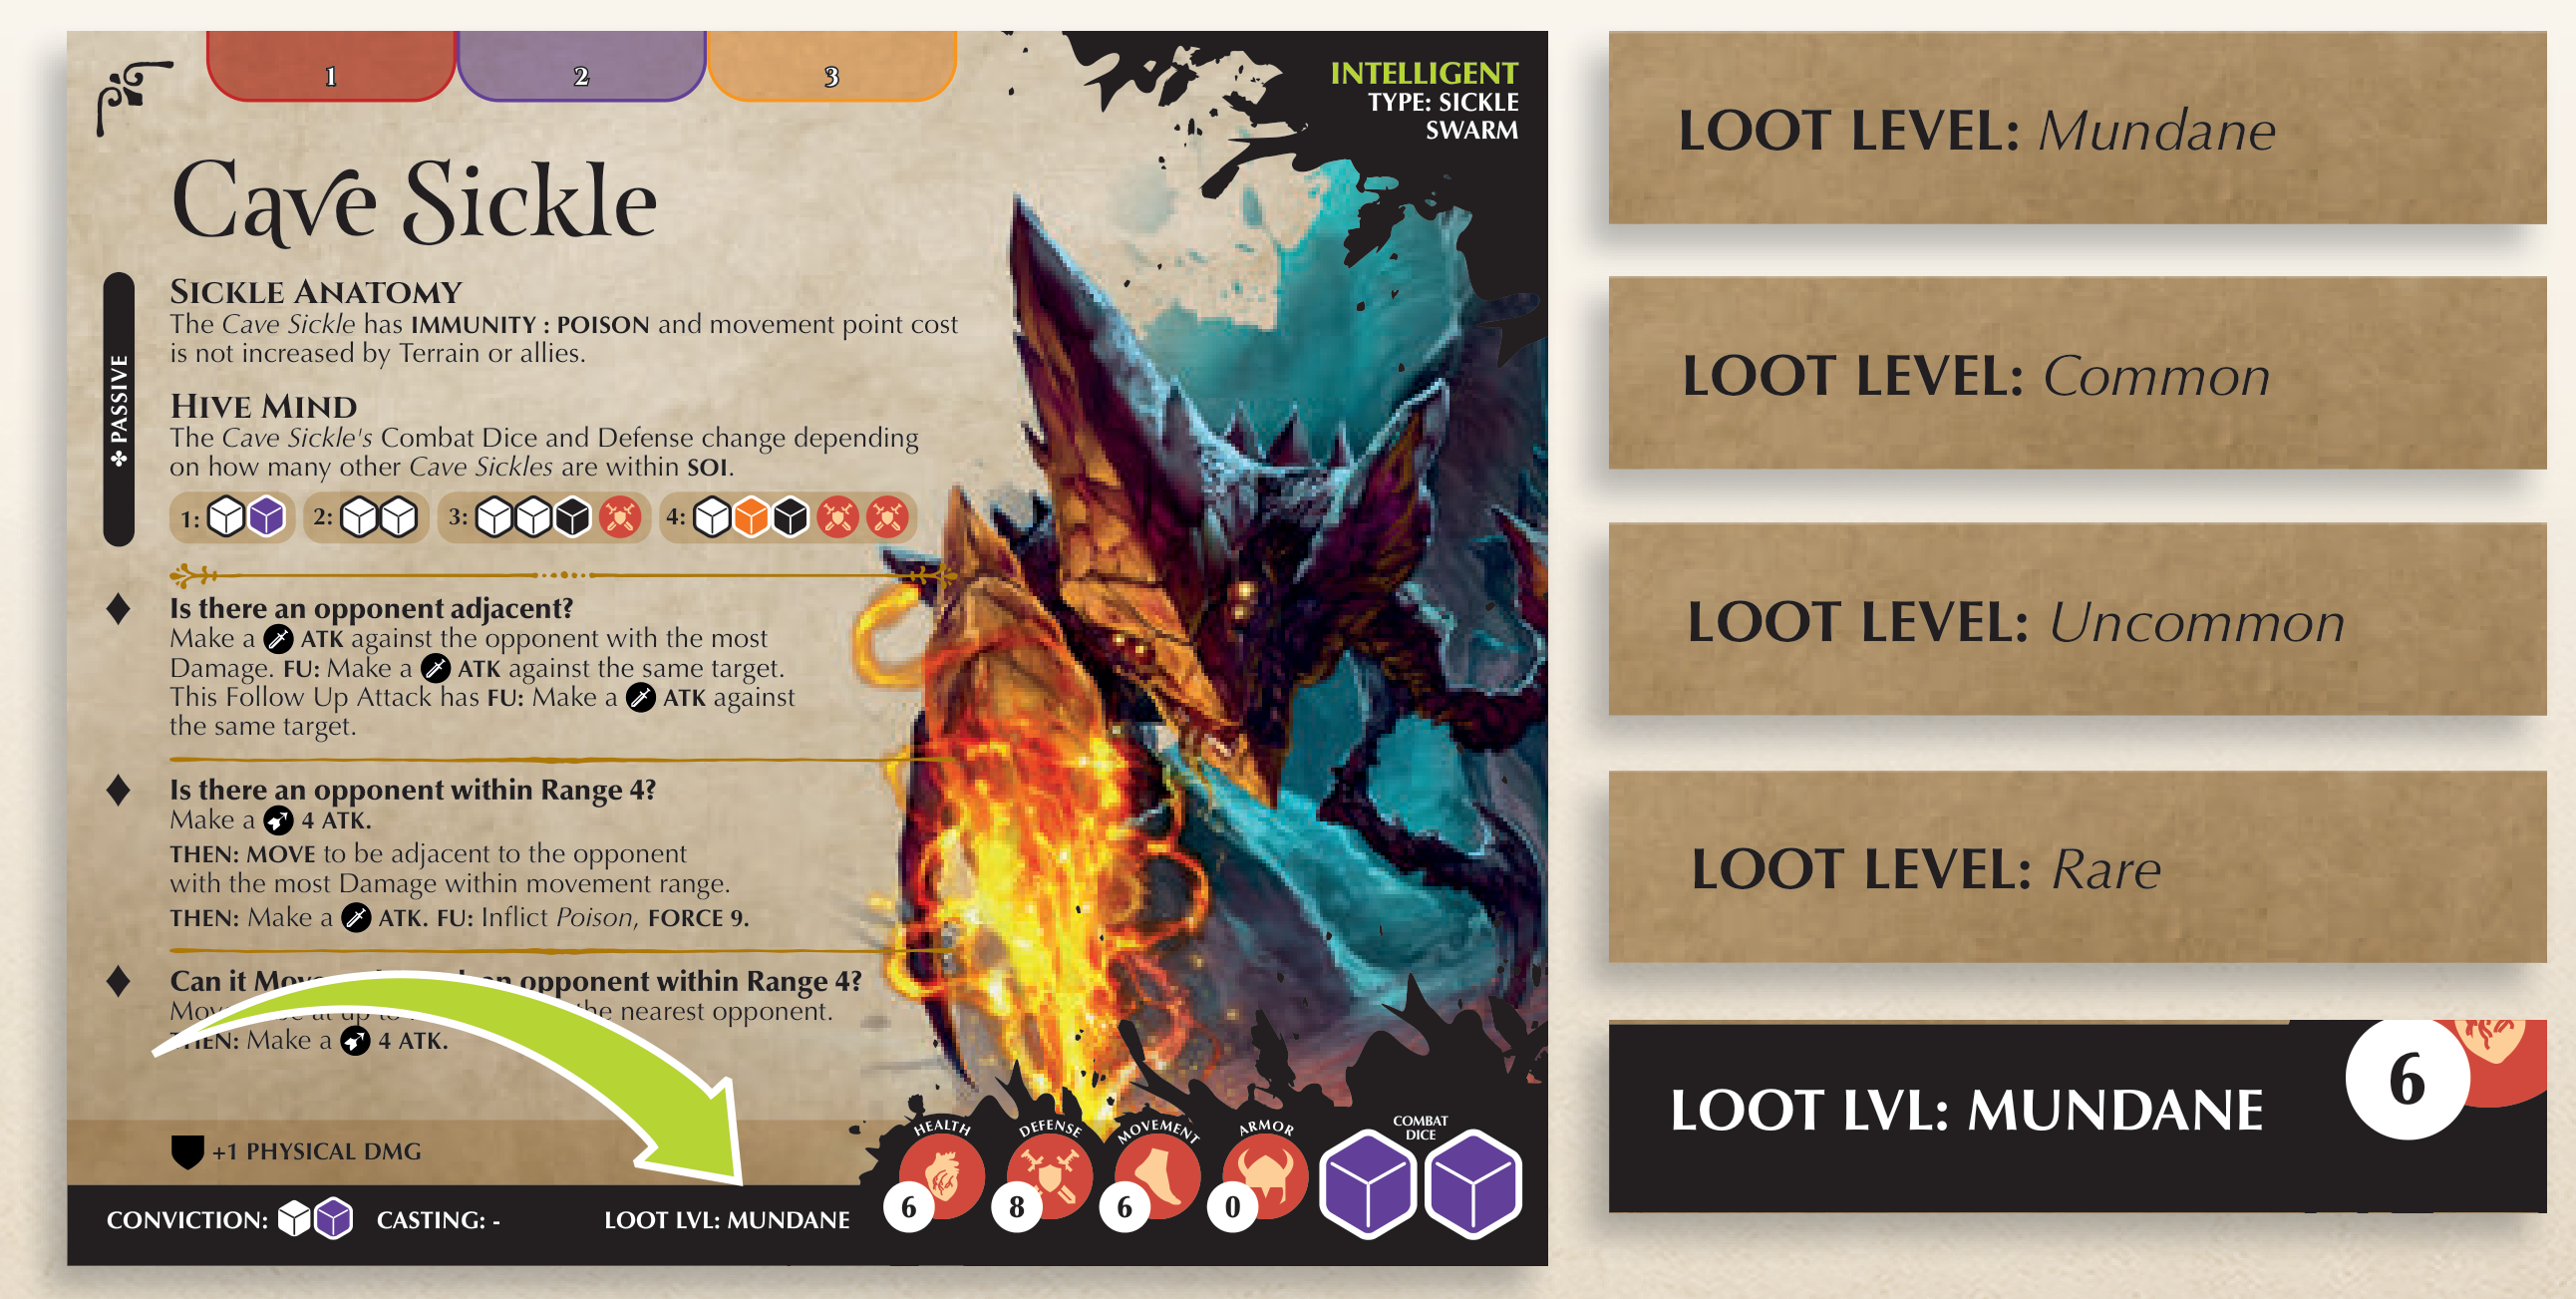 1
2
3
INTELLIGENT
TYPE: SICKLE
SWARM
Cave Sickle
PASSIVE
SICKLE ANATOMY
The Cave Sickle has IMMUNITY : POISON and movement point cost
is not increased by Terrain or allies.
HIVE MIND
The Cave Sickle's Combat Dice and Defense change depending
on how many other Cave Sickles are within SOI.
1: 2: 3: 4:
Is there an opponent adjacent?
Make a ATK against the opponent with the most
Damage. FU: Make a ATK against the same target.
This Follow Up Attack has FU: Make a ATK against
the same target.
Is there an opponent within Range 4?
Make a 4 ATK.
THEN: MOVE to be adjacent to the opponent
with the most Damage within movement range.
THEN: Make a ATK. FU: Inflict Poison, FORCE 9.
Can it opponent within Range 4?
nearest opponent.
THEN: Make a 4 ATK.
+1 PHYSICAL DMG
CONVICTION: CASTING: - LOOT LVL: MUNDANE
HEALTH DEFENSE MOVEMENT ARMOR COMBAT
DICE
6 8 6 0
LOOT LEVEL: Mundane
LOOT LEVEL: Common
LOOT LEVEL: Uncommon
LOOT LEVEL: Rare
LOOT LVL: MUNDANE 6